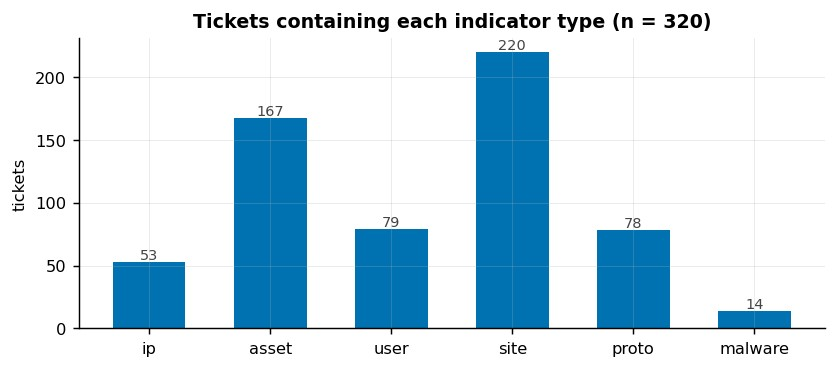 Tickets containing each indicator type (n = 320)
tickets
200
150
100
50
0
53
167
79
220
78
14
ip
asset
user
site
proto
malware